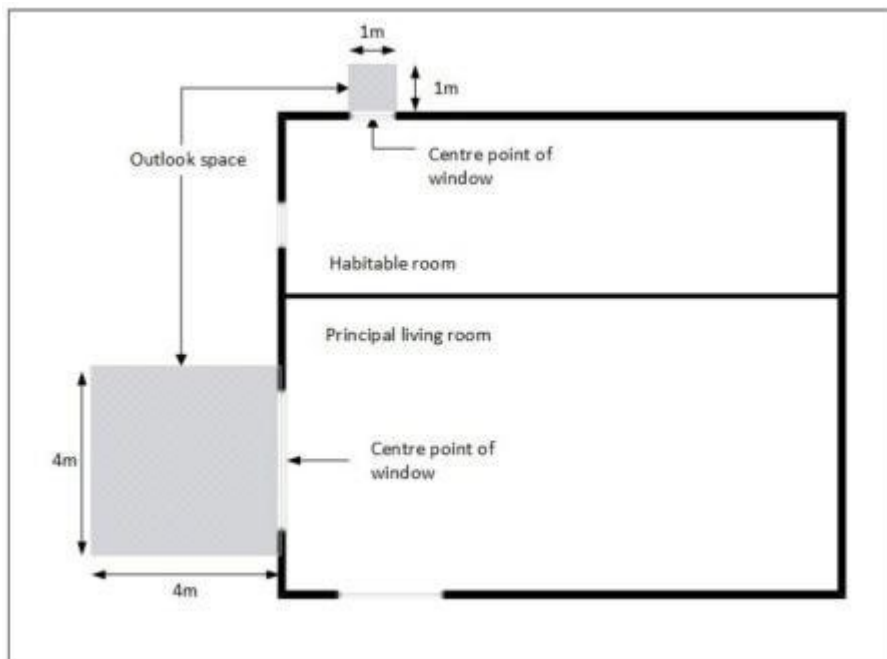 1m
1m
Outlook space
Centre point of
window
Habitable room
Principal living room
4m
Centre point of
window
4m